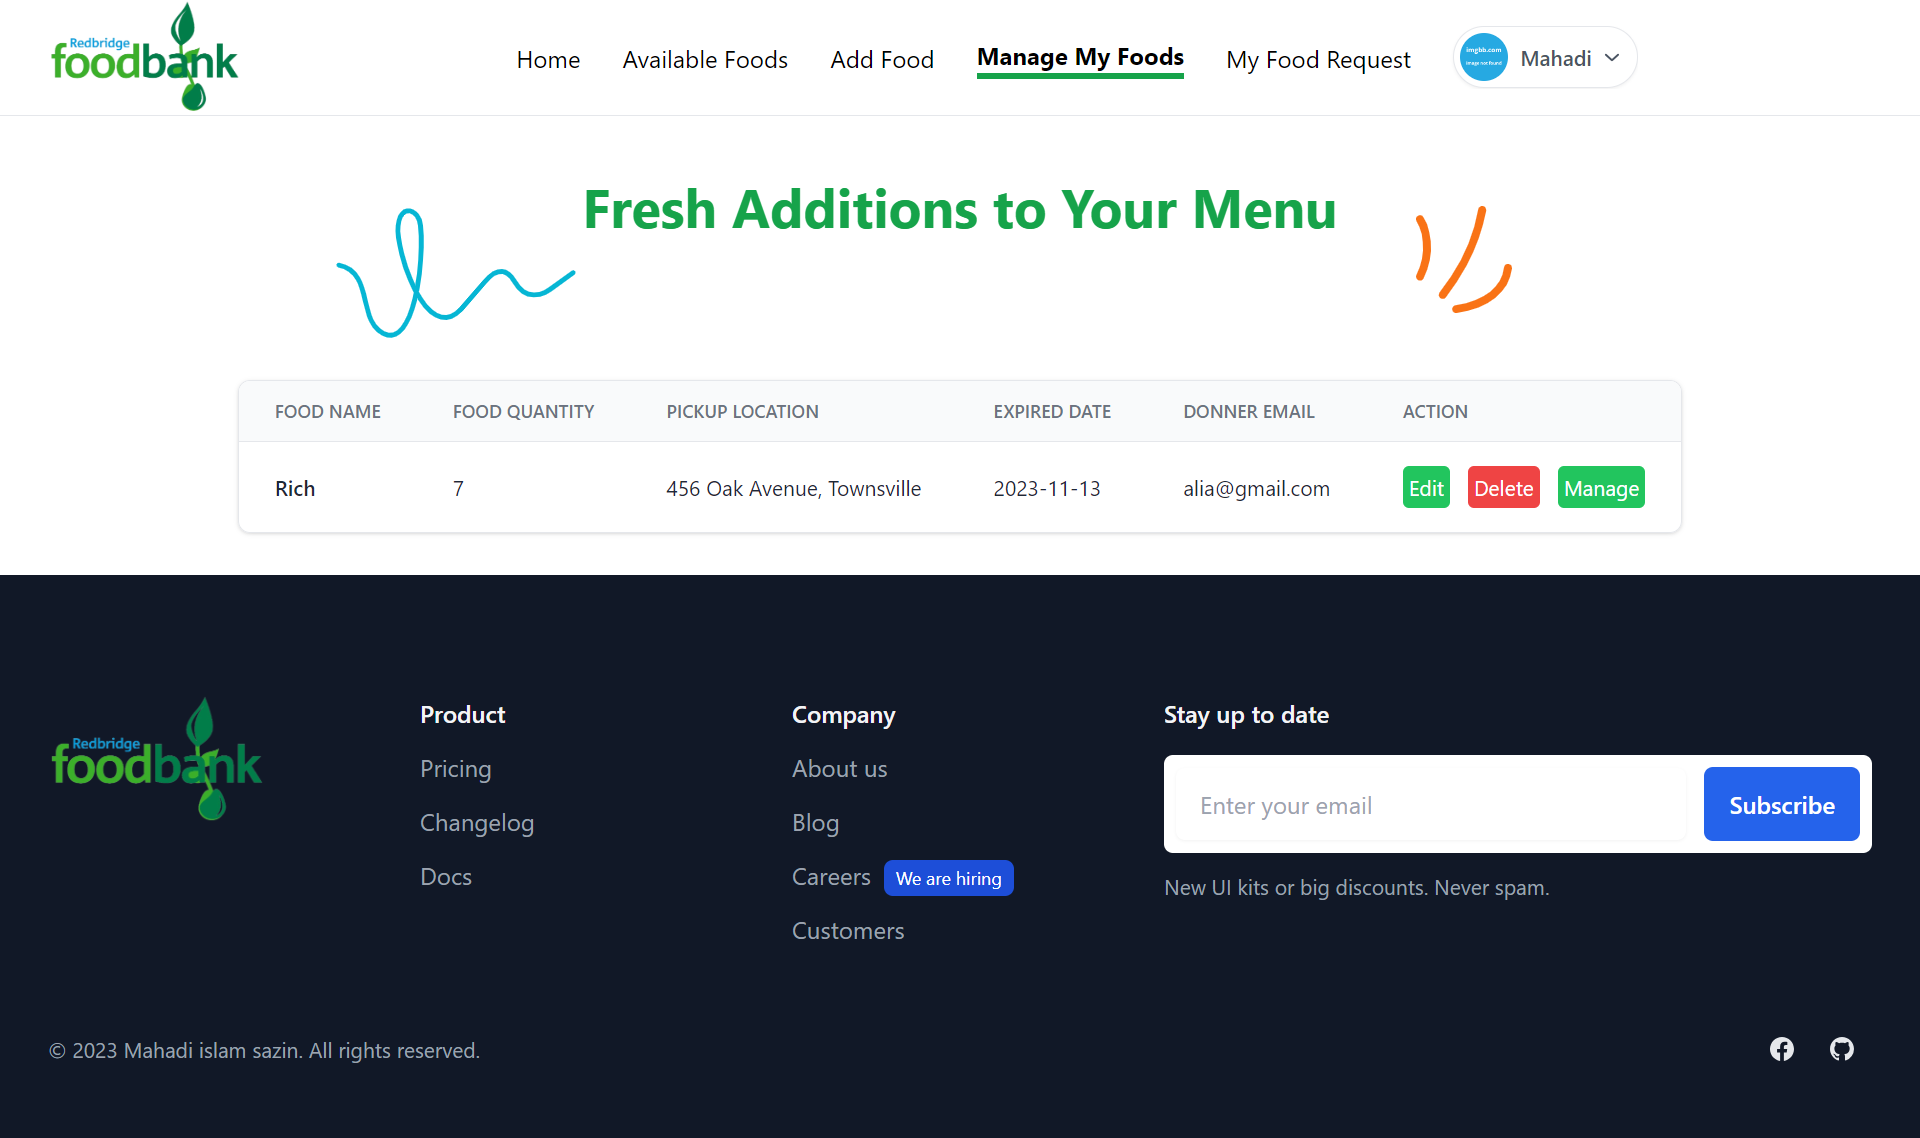 Redbridge
foodbank
Home Available Foods Add Food Manage My Foods My Food Request
imgbb.com
image not found
Mahadi
Fresh Additions to Your Menu
FOOD NAME FOOD QUANTITY PICKUP LOCATION EXPIRED DATE DONNER EMAIL ACTION
Rich 7 456 Oak Avenue, Townsville 2023-11-13 alia@gmail.com Edit Delete Manage
Redbridge
foodbank
Product
Pricing
Changelog
Docs
Company
About us
Blog
Careers We are hiring
Customers
Stay up to date
Enter your email Subscribe
New UI kits or big discounts. Never spam.
© 2023 Mahadi islam sazin. All rights reserved.